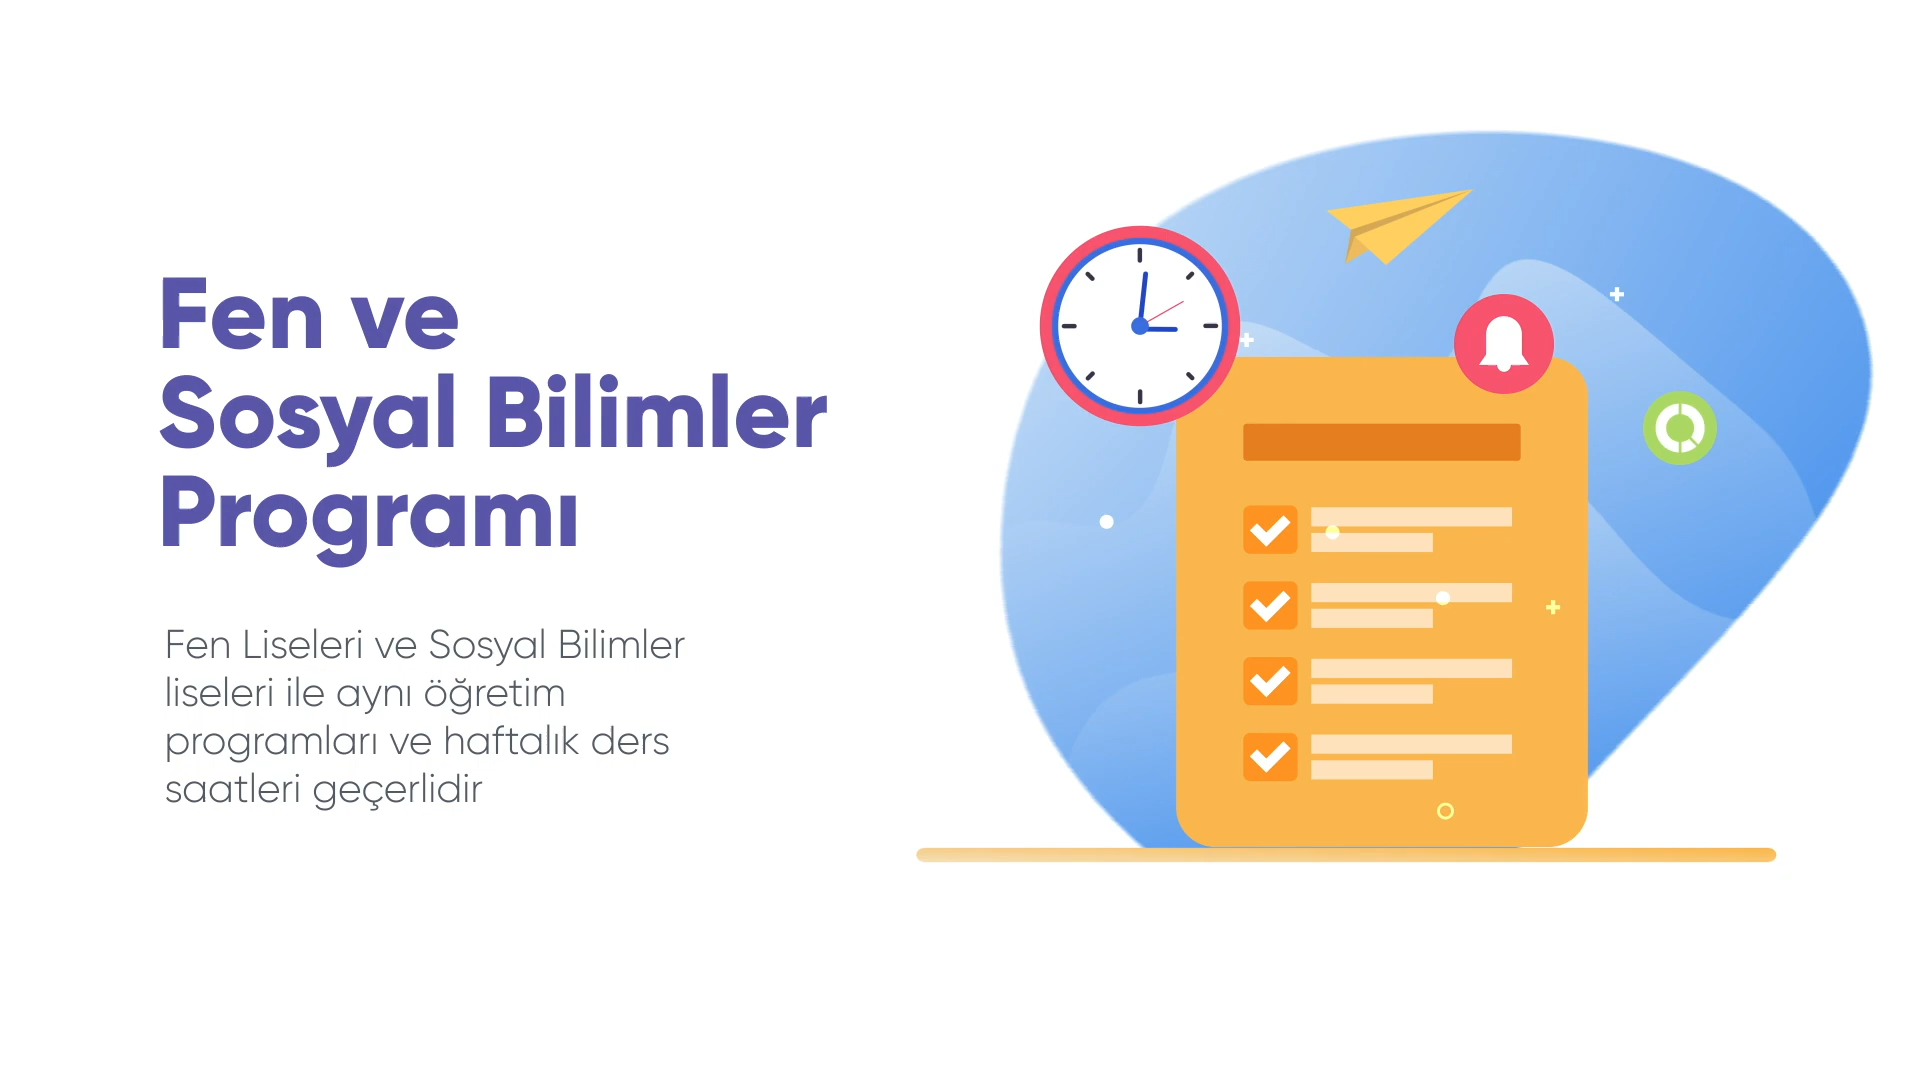 Fen ve
Sosyal Bilimler
Programı
Fen Liseleri ve Sosyal Bilimler
liseleri ile aynı öğretim
programları ve haftalık ders
saatleri geçerlidir